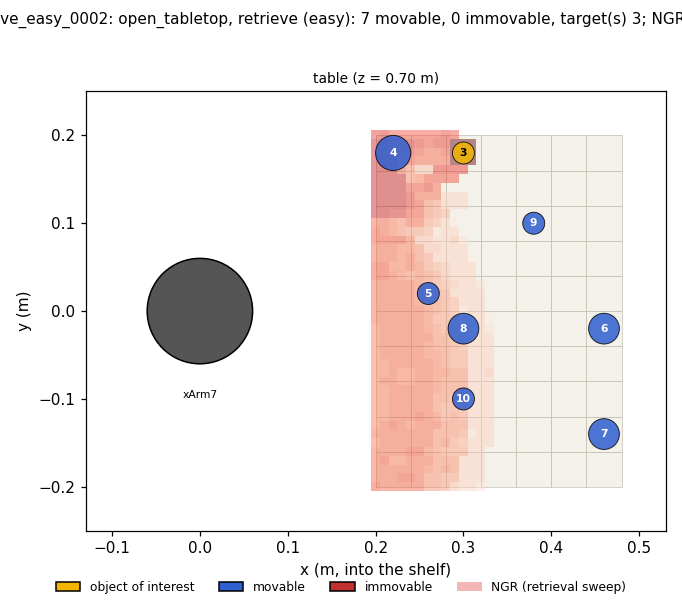 ve_easy_0002: open_tabletop, retrieve (easy): 7 movable, 0 immovable, target(s) 3; NGR
table (z = 0.70 m)
0.2
0.1
0.0
−0.1
−0.2
y (m)
4
3
9
5
8
6
10
7
xArm7
−0.1
0.0
0.1
0.2
0.3
0.4
0.5
x (m, into the shelf)
object of interest
movable
immovable
NGR (retrieval sweep)